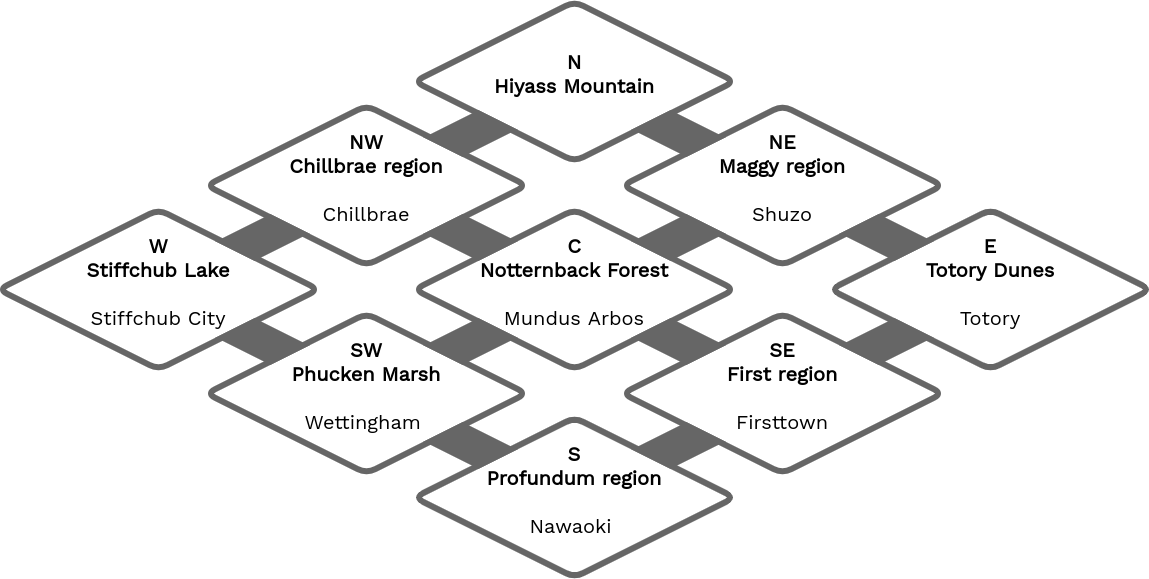 N
Hiyass Mountain
NW
Chillbrae region
Chillbrae
NE
Maggy region
Shuzo
W
Stiffchub Lake
Stiffchub City
C
Notternback Forest
Mundus Arbos
E
Totory Dunes
Totory
SW
Phucken Marsh
Wettingham
SE
First region
Firsttown
S
Profundum region
Nawaoki